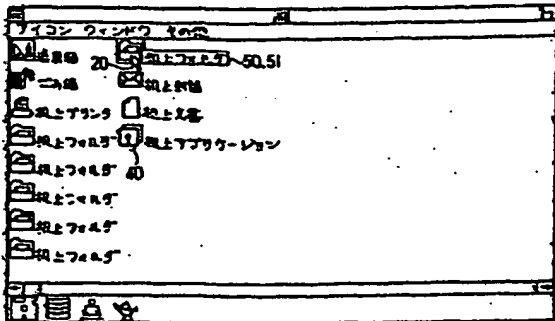 アイコン ウィンドウ その他
道具箱 机上フォルダ 50.51
20
ごみ箱 机上封筒
机上プリンタ 机上文書
机上フォルダ 机上アプリケーション
机上フォルダ 40
机上フォルダ
机上フォルダ
机上フォルダ